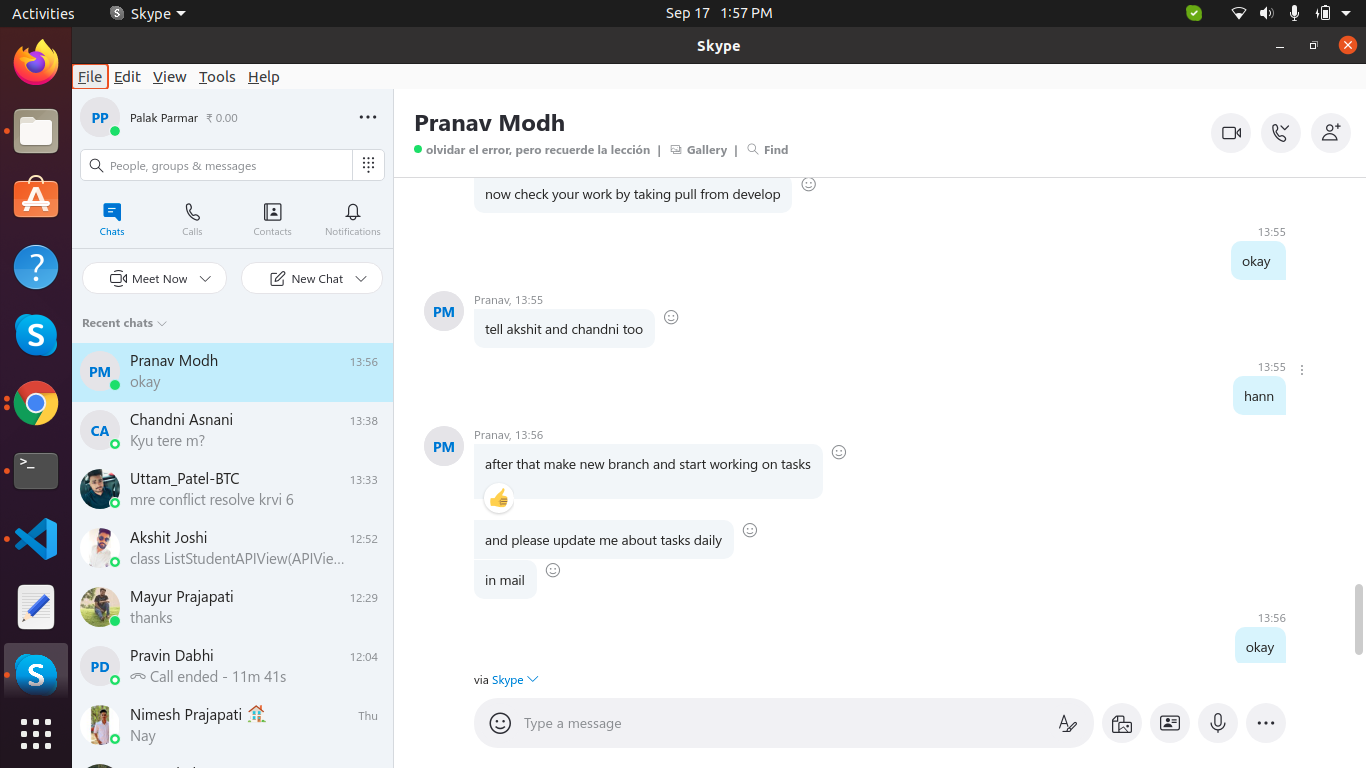 Activities
Skype
Sep 17 1:57 PM
Skype
File Edit View Tools Help
PP
Palak Parmar ₹ 0.00
People, groups & messages
Chats
Calls
Contacts
Notifications
Meet Now
New Chat
Recent chats
PM
Pranav Modh
13:56
okay
CA
Chandni Asnani
13:38
Kyu tere m?
Uttam_Patel-BTC
13:33
mre conflict resolve krvi 6
Akshit Joshi
12:52
class ListStudentAPIView(APIVie...
Mayur Prajapati
12:29
thanks
PD
Pravin Dabhi
12:04
Call ended - 11m 41s
Nimesh Prajapati
Thu
Nay
Pranav Modh
olvidar el error, pero recuerde la lección | Gallery | Find
now check your work by taking pull from develop
13:55
okay
PM
Pranav, 13:55
tell akshit and chandni too
13:55
hann
PM
Pranav, 13:56
after that make new branch and start working on tasks
and please update me about tasks daily
in mail
13:56
okay
via Skype
Type a message